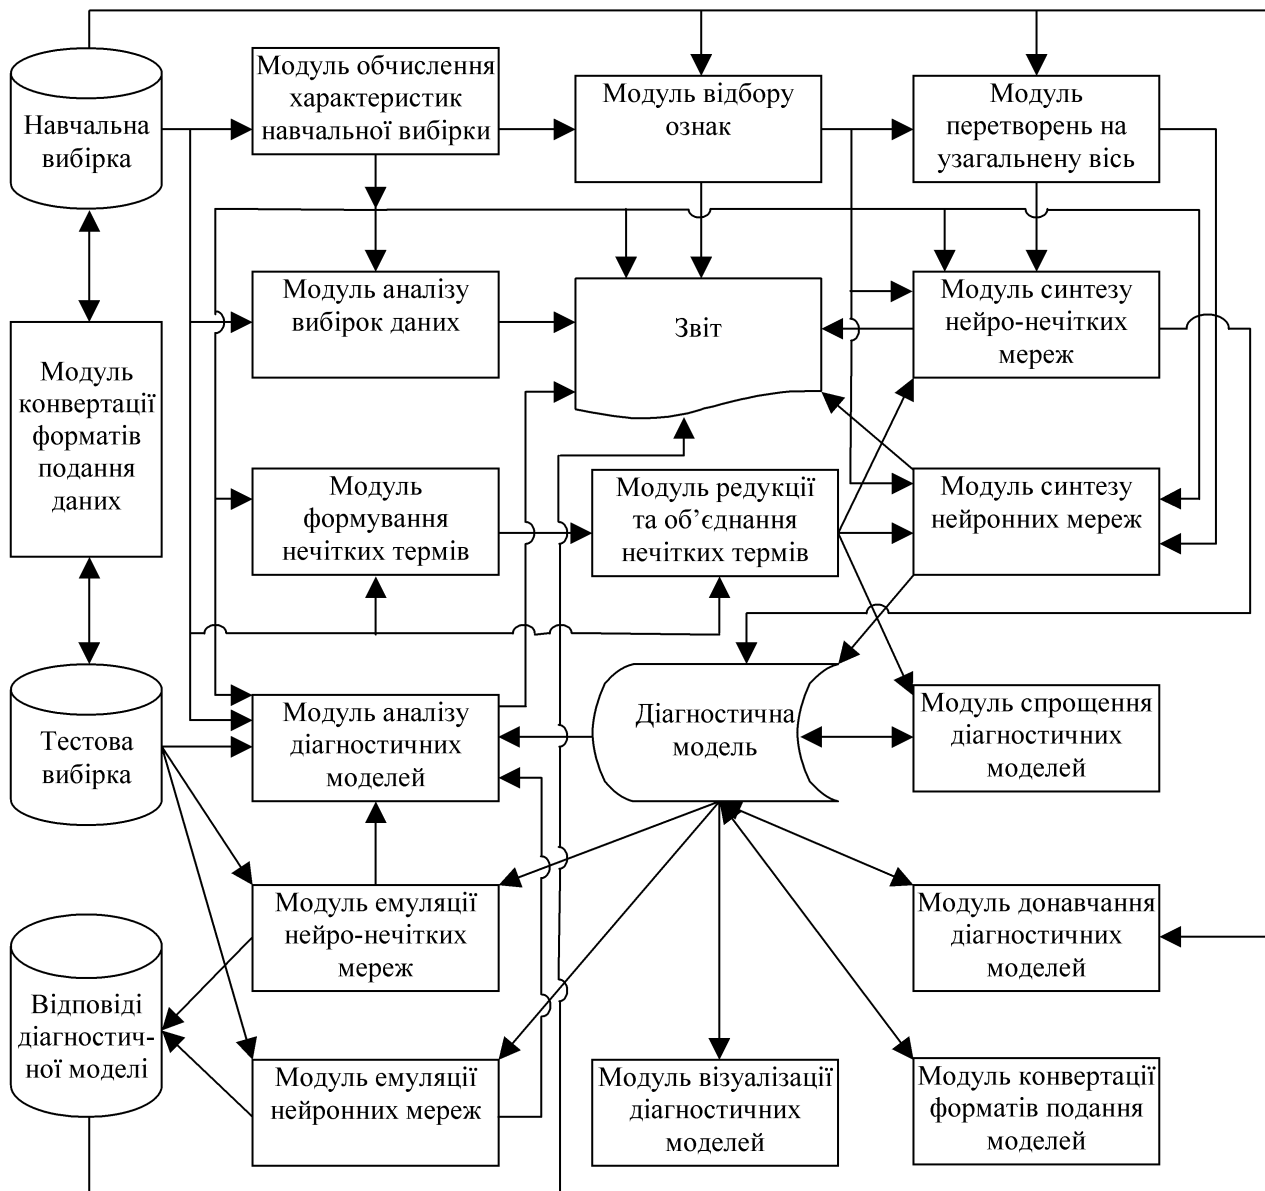 Навчальна
вибірка
Модуль обчислення
характеристик
навчальної вибірки
Модуль відбору
ознак
Модуль
перетворень на
узагальнену вісь
Модуль
конвертації
форматів
подання
даних
Модуль аналізу
вибірок даних
Звіт
Модуль синтезу
нейро-нечітких
мереж
Модуль
формування
нечітких термів
Модуль редукції
та об’єднання
нечітких термів
Модуль синтезу
нейронних мереж
Тестова
вибірка
Модуль аналізу
діагностичних
моделей
Діагностична
модель
Модуль спрощення
діагностичних
моделей
Відповіді
діагностич-
ної моделі
Модуль емуляції
нейро-нечітких
мереж
Модуль донавчання
діагностичних
моделей
Модуль емуляції
нейронних мереж
Модуль візуалізації
діагностичних
моделей
Модуль конвертації
форматів подання
моделей